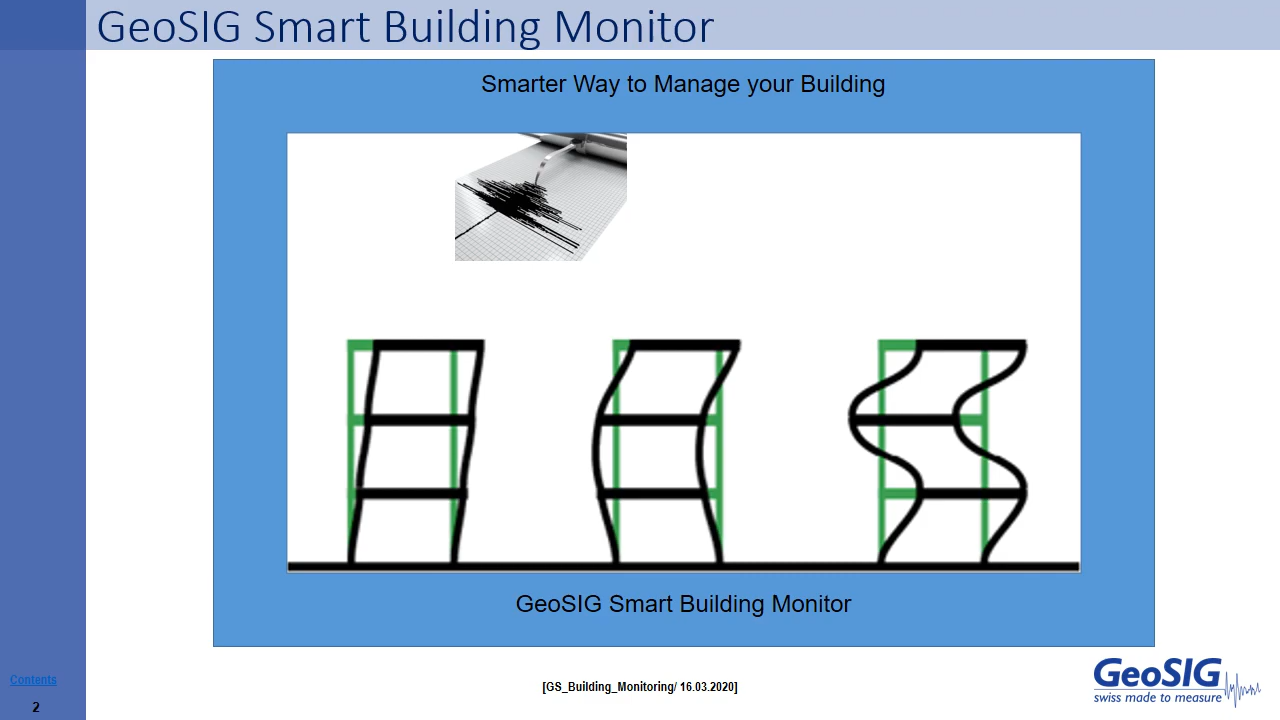 GeoSIG Smart Building Monitor
Smarter Way to Manage your Building
GeoSIG Smart Building Monitor
Contents
[GS_Building_Monitoring/ 16.03.2020]
GeoSIG
swiss made to measure
2